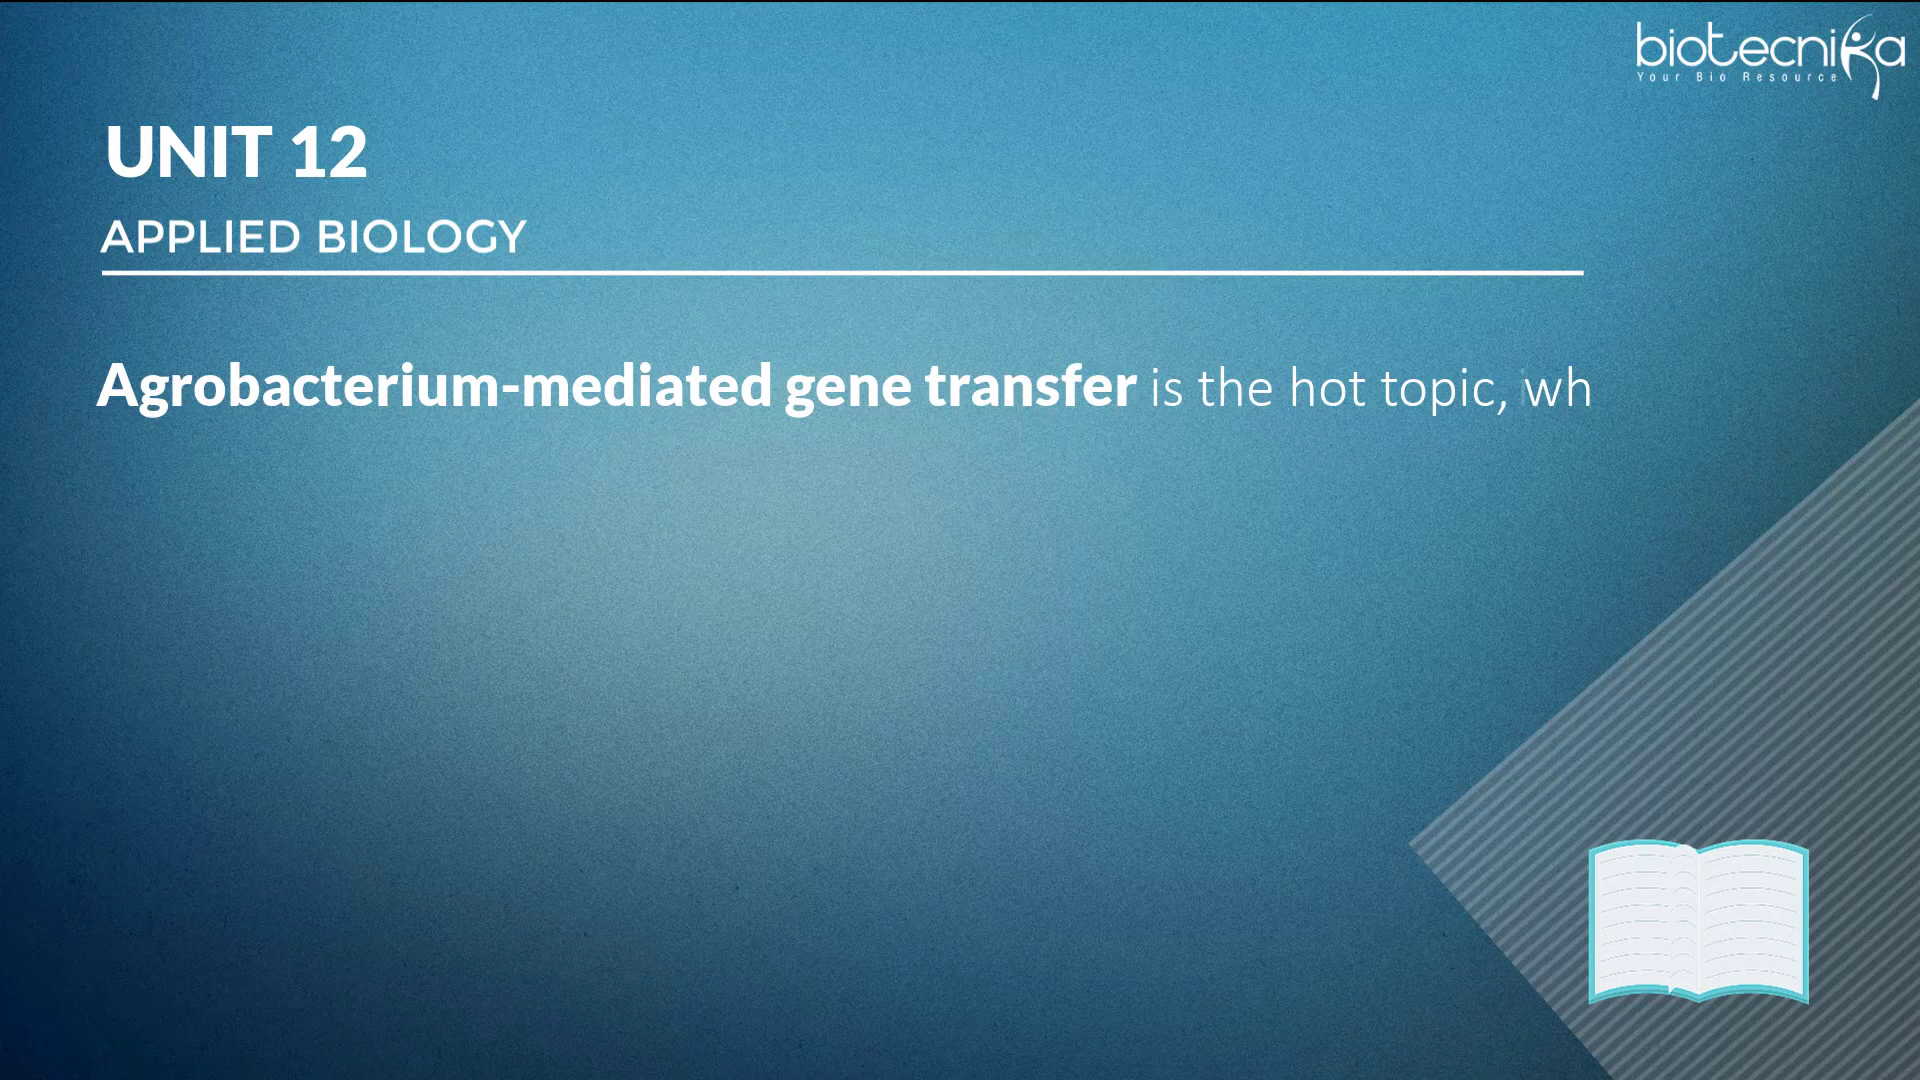 biotecnika
Your Bio Resource
UNIT 12
APPLIED BIOLOGY
Agrobacterium-mediated gene transfer is the hot topic, wh